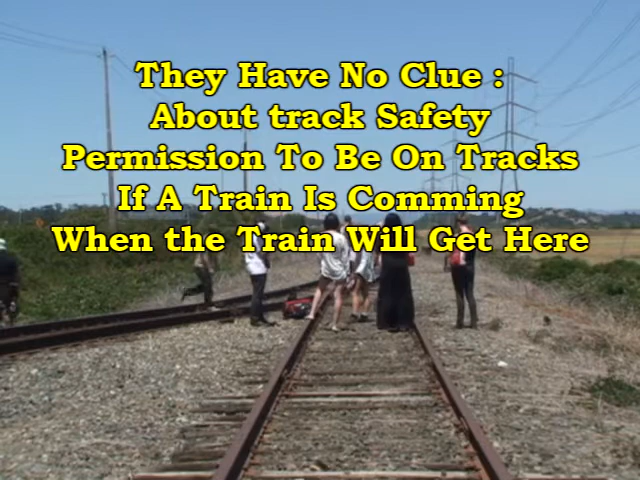 They Have No Clue :
About track Safety
Permission To Be On Tracks
If A Train Is Comming
When the Train Will Get Here